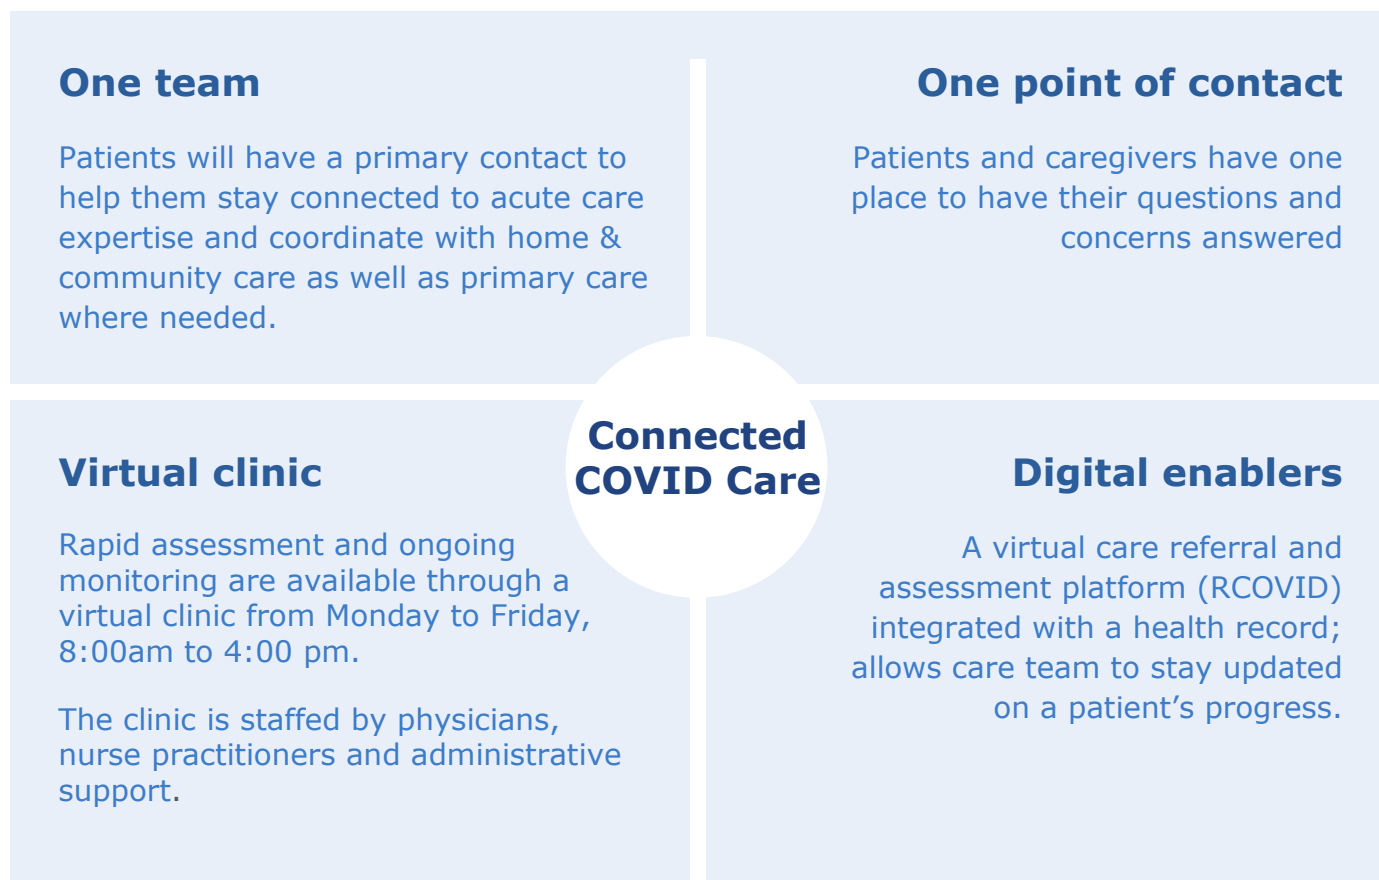 One team
Patients will have a primary contact to
help them stay connected to acute care
expertise and coordinate with home &
community care as well as primary care
where needed.
One point of contact
Patients and caregivers have one
place to have their questions and
concerns answered
Connected
COVID Care
Virtual clinic
Rapid assessment and ongoing
monitoring are available through a
virtual clinic from Monday to Friday,
8:00am to 4:00 pm.
The clinic is staffed by physicians,
nurse practitioners and administrative
support.
Digital enablers
A virtual care referral and
assessment platform (RCOVID)
integrated with a health record;
allows care team to stay updated
on a patient’s progress.